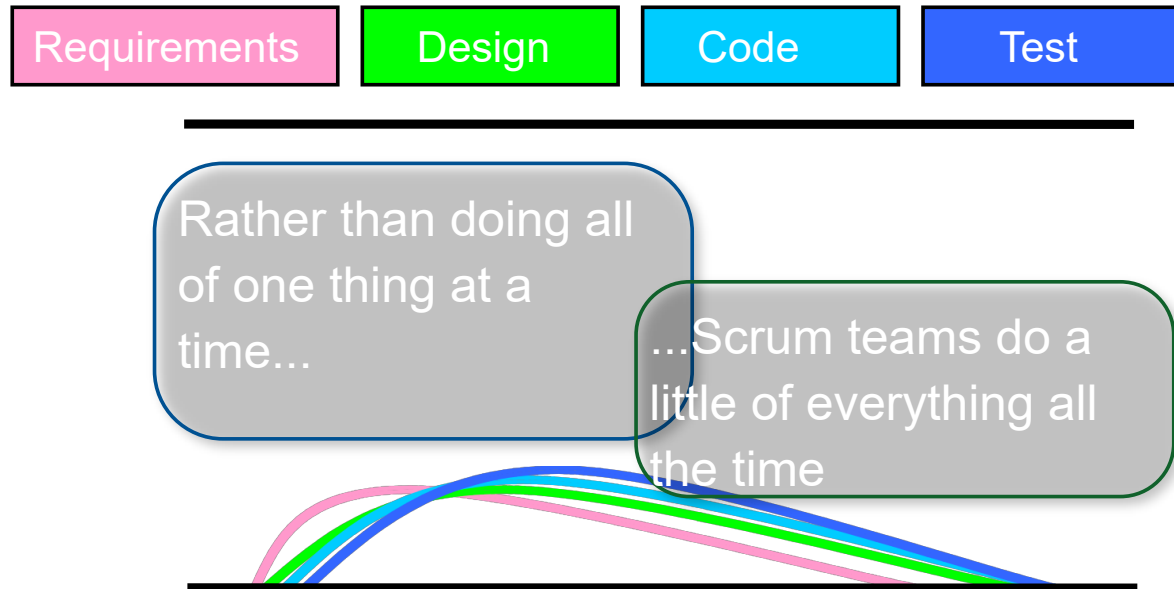 Requirements Design Code Test
Rather than doing all
of one thing at a
time...
...Scrum teams do a
little of everything all
the time